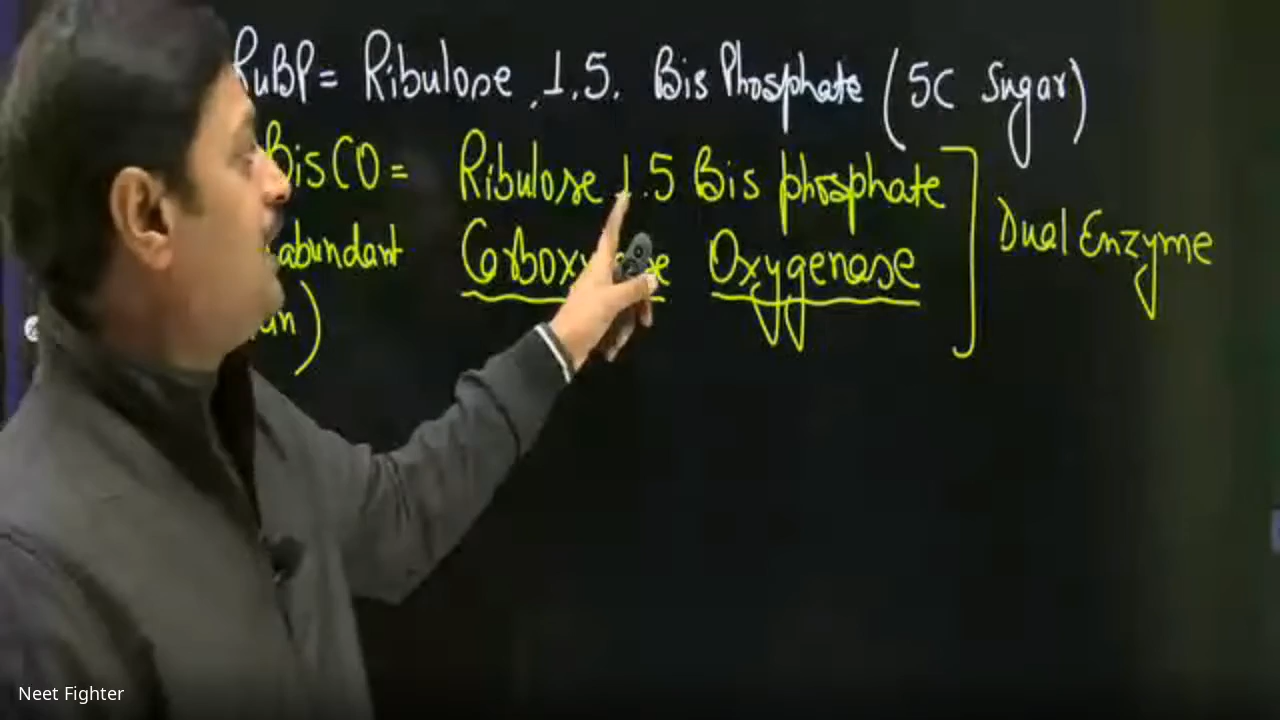 RuBP = Ribulose 1.5. Bis Phosphate (5C Sugar)
BisCO = Ribulose 1.5 Bis phosphate
abundant Oxygenase Dual Enzyme
Neet Fighter